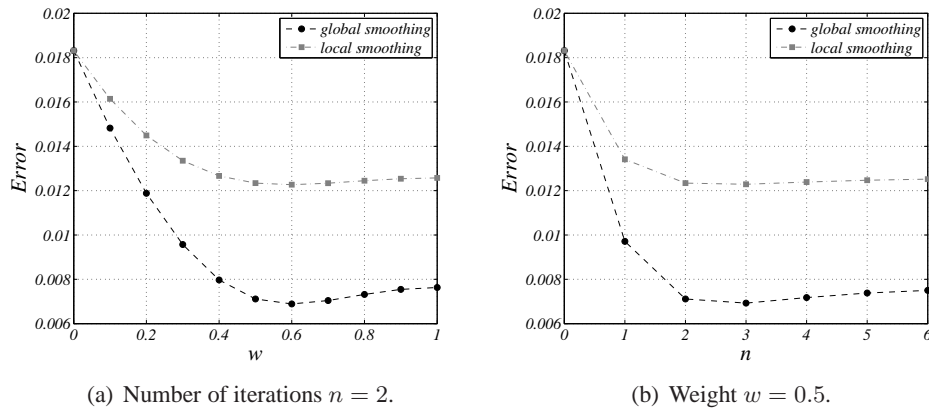 0.02
0.018
0.016
0.014
0.012
0.01
0.008
0.006
Error
0
0.2
0.4
0.6
0.8
1
w
global smoothing
local smoothing
(a) Number of iterations n = 2.
0.02
0.018
0.016
0.014
0.012
0.01
0.008
0.006
Error
0
1
2
3
4
5
6
n
global smoothing
local smoothing
(b) Weight w = 0.5.